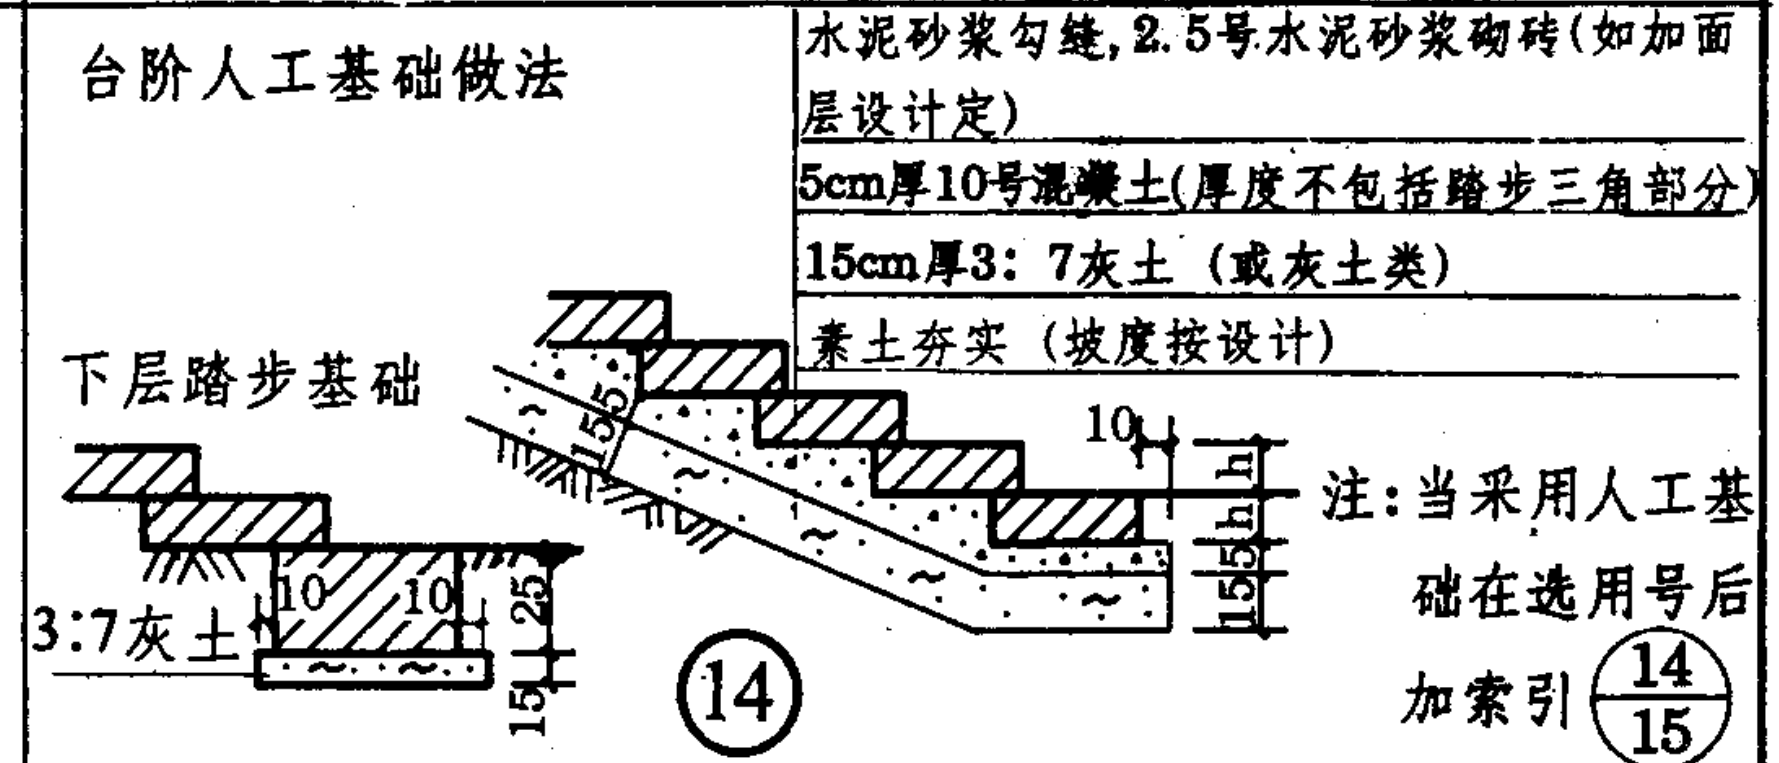 台阶人工基础做法
水泥砂浆勾缝,2.5号水泥砂浆砌砖(如加面
层设计定)
5cm厚10号混凝土(厚度不包括踏步三角部分)
15cm厚3:7灰土(或灰土类)
素土夯实(坡度按设计)
下层踏步基础
155
10
h
h
5
15
10
10
25
15
3:7灰土
14
注:当采用人工基
础在选用号后
加索引
14
15